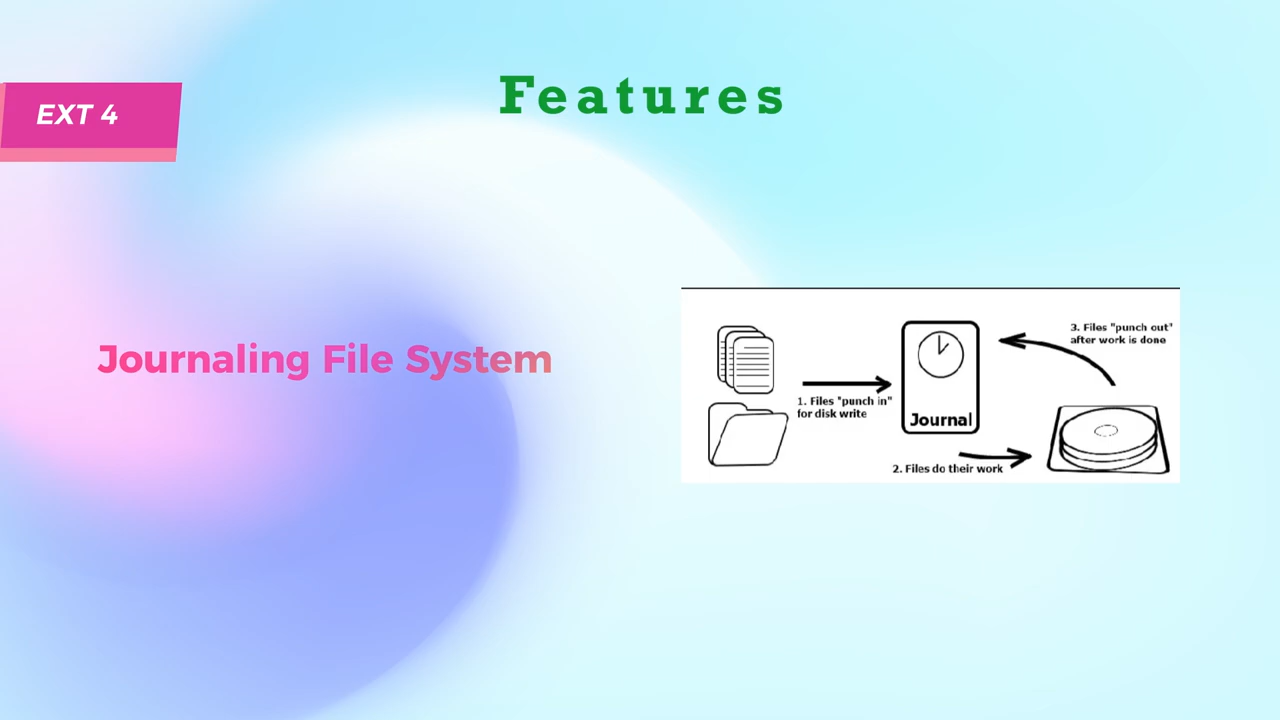 Features
EXT 4
Journaling File System
1. Files "punch in"
for disk write
Journal
2. Files do their work
3. Files "punch out"
after work is done